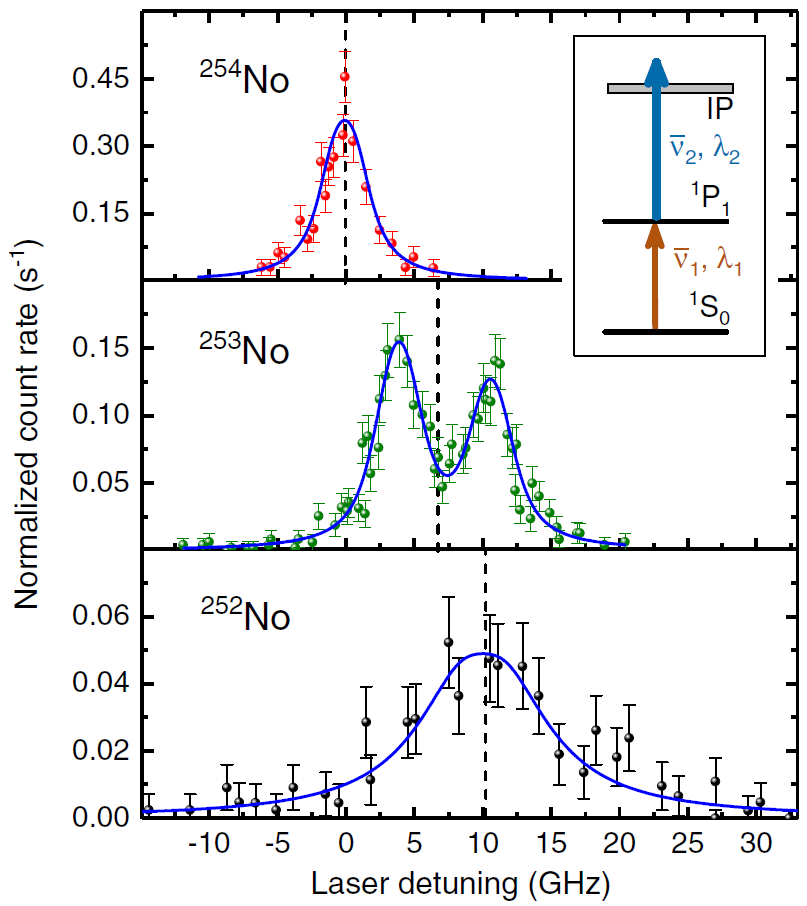 Normalized count rate (s⁻¹)
²⁵⁴No
0.45
0.30
0.15
IP
ν̅₂, λ₂
¹P₁
ν̅₁, λ₁
¹S₀
²⁵³No
0.15
0.10
0.05
²⁵²No
0.06
0.04
0.02
0.00
-10 -5 0 5 10 15 20 25 30
Laser detuning (GHz)